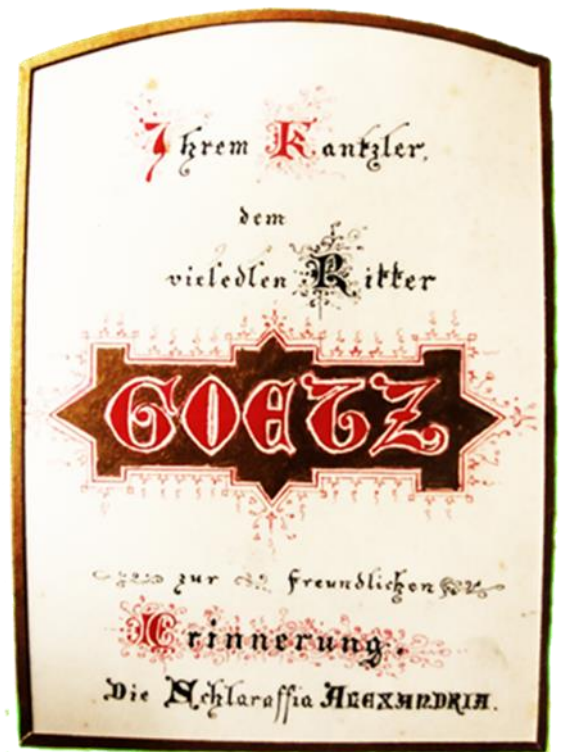 Ihrem Kantzler,
dem
vieledlen Ritter
GOETZ
zur freundlichen
Erinnerung.
Die Schlaraffia ALEXANDRIA.